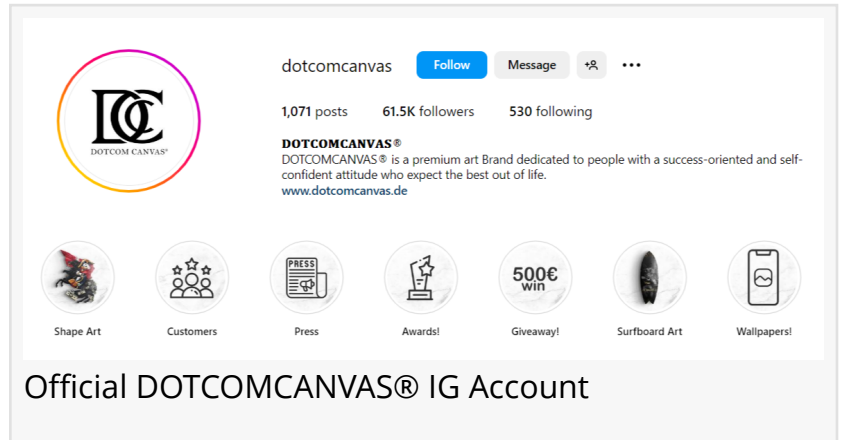 dotcomcanvas Follow Message
1,071 posts 61.5K followers 530 following
DC
DOTCOM CANVAS®
DOTCOMCANVAS®
DOTCOMCANVAS® is a premium art Brand dedicated to people with a success-oriented and self-
confident attitude who expect the best out of life.
www.dotcomcanvas.de
PRESS
500€
win
Shape Art Customers Press Awards! Giveaway! Surfboard Art Wallpapers!
Official DOTCOMCANVAS® IG Account